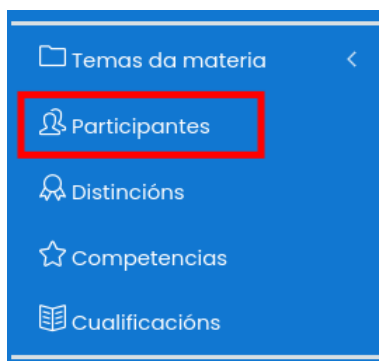 Temas da materia
Participantes
Distincións
Competencias
Cualificacións